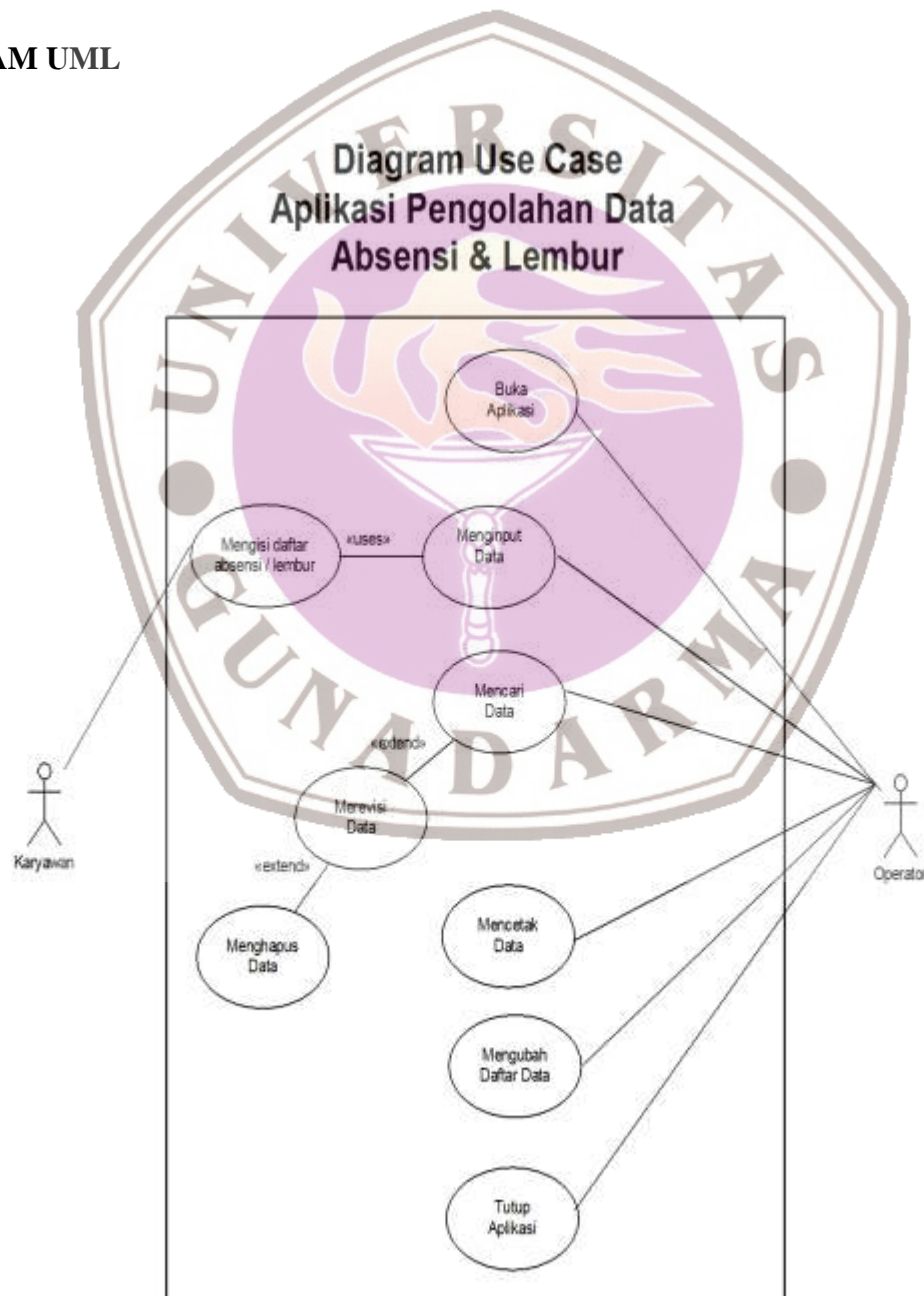 AM UML
UNIVERSITAS
GUNADARMA
Diagram Use Case
Aplikasi Pengolahan Data
Absensi & Lembur
Buka
Aplikasi
Mengisi daftar
absensi / lembur
«uses»
Menginput
Data
Mencari
Data
«extend»
Merevisi
Data
«extend»
Menghapus
Data
Karyawan
Operator
Mencetak
Data
Mengubah
Daftar Data
Tutup
Aplikasi